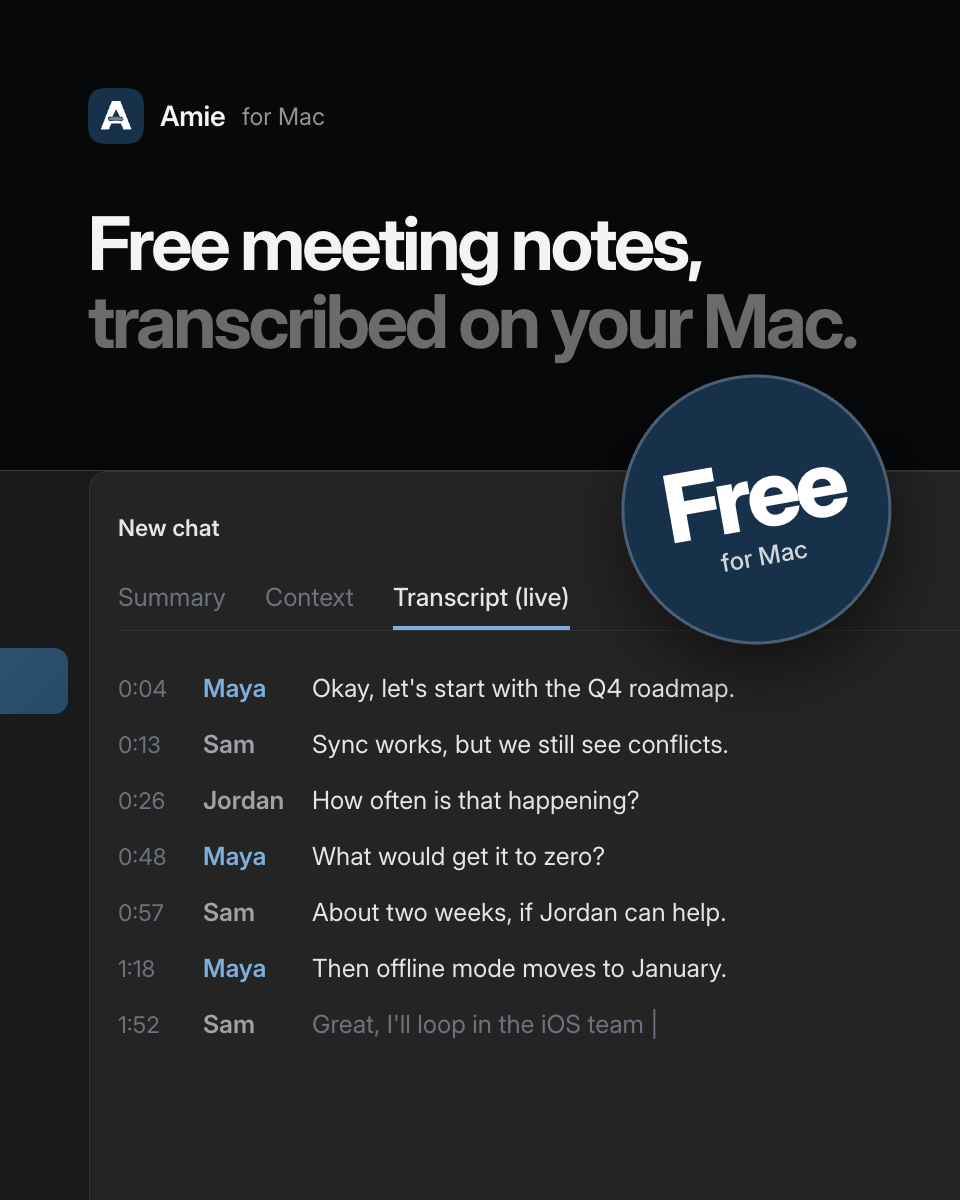 Amie for Mac
Free meeting notes,
transcribed on your Mac.
Free
for Mac
New chat
Summary Context Transcript (live)
0:04 Maya Okay, let's start with the Q4 roadmap.
0:13 Sam Sync works, but we still see conflicts.
0:26 Jordan How often is that happening?
0:48 Maya What would get it to zero?
0:57 Sam About two weeks, if Jordan can help.
1:18 Maya Then offline mode moves to January.
1:52 Sam Great, I'll loop in the iOS team